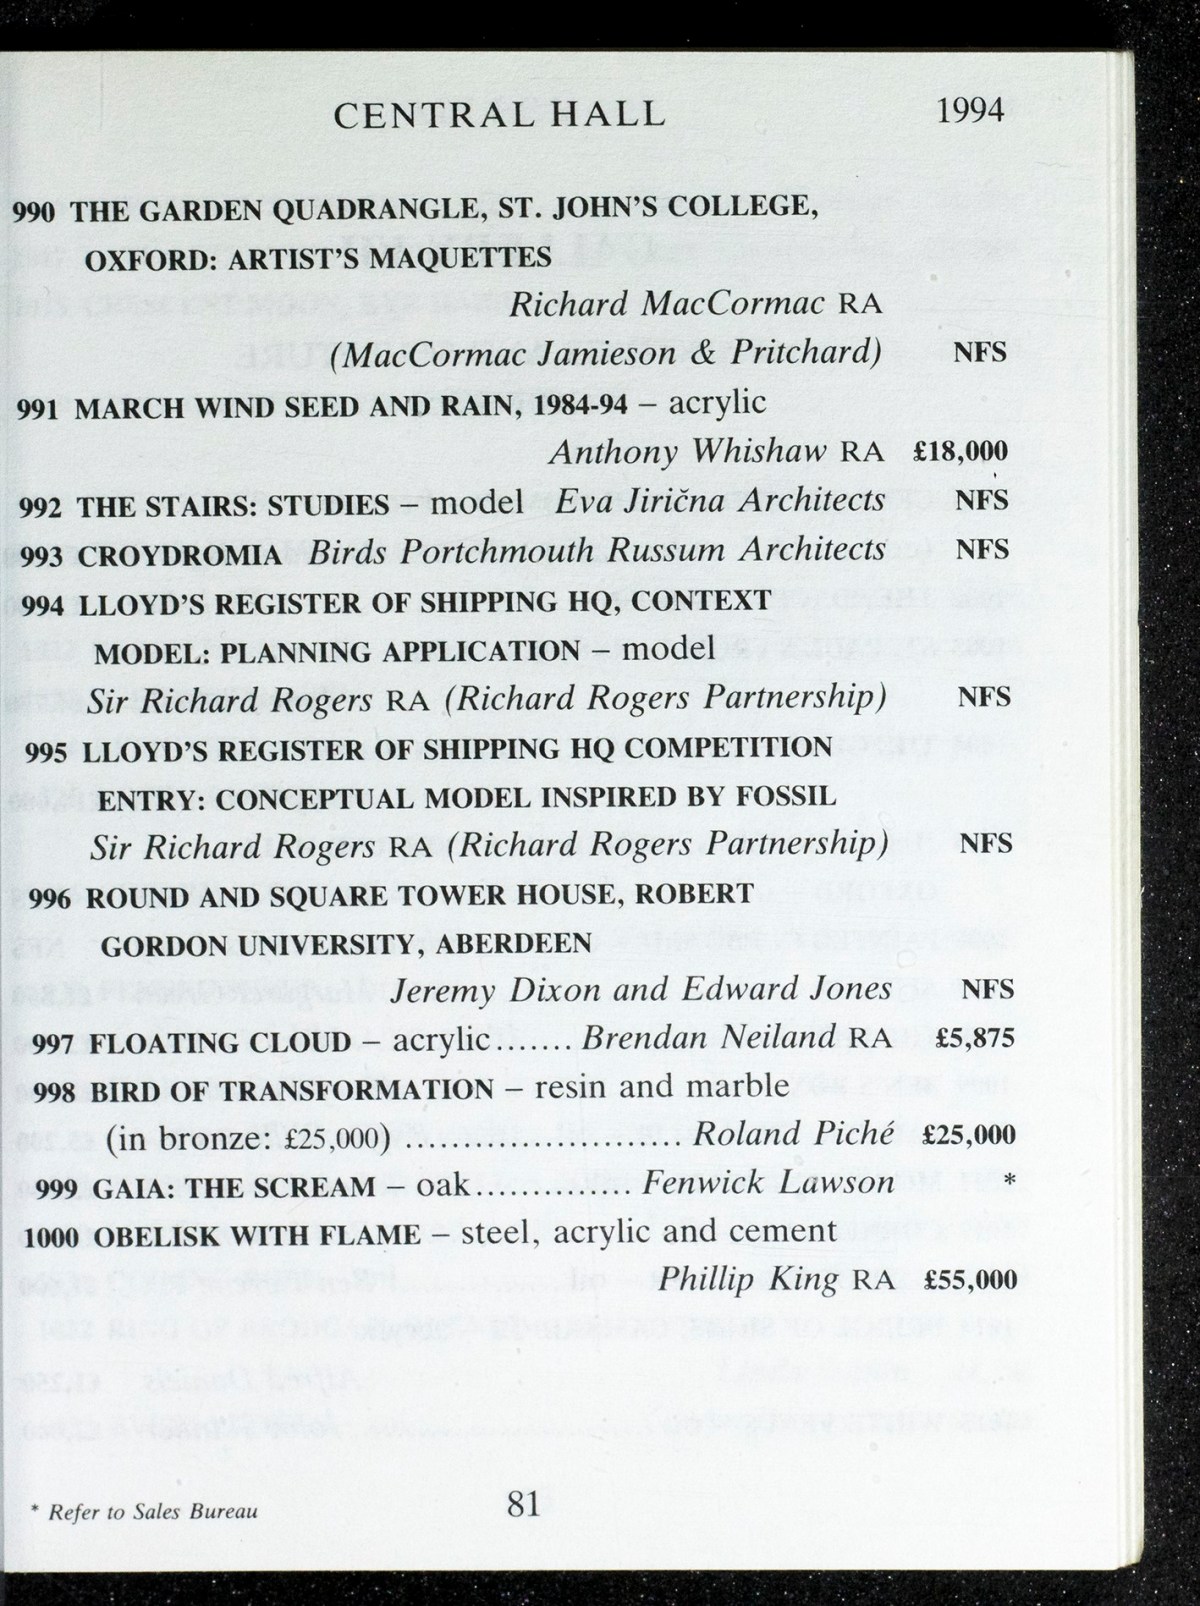 CENTRAL HALL 1994
990 THE GARDEN QUADRANGLE, ST. JOHN'S COLLEGE,
OXFORD: ARTIST'S MAQUETTES
Richard MacCormac RA
(MacCormac Jamieson & Pritchard) NFS
991 MARCH WIND SEED AND RAIN, 1984-94 – acrylic
Anthony Whishaw RA £18,000
992 THE STAIRS: STUDIES – model Eva Jirična Architects NFS
993 CROYDROMIA Birds Portchmouth Russum Architects NFS
994 LLOYD'S REGISTER OF SHIPPING HQ, CONTEXT
MODEL: PLANNING APPLICATION – model
Sir Richard Rogers RA (Richard Rogers Partnership) NFS
995 LLOYD'S REGISTER OF SHIPPING HQ COMPETITION
ENTRY: CONCEPTUAL MODEL INSPIRED BY FOSSIL
Sir Richard Rogers RA (Richard Rogers Partnership) NFS
996 ROUND AND SQUARE TOWER HOUSE, ROBERT
GORDON UNIVERSITY, ABERDEEN
Jeremy Dixon and Edward Jones NFS
997 FLOATING CLOUD – acrylic....... Brendan Neiland RA £5,875
998 BIRD OF TRANSFORMATION – resin and marble
(in bronze: £25,000) ......................... Roland Piché £25,000
999 GAIA: THE SCREAM – oak.............. Fenwick Lawson *
1000 OBELISK WITH FLAME – steel, acrylic and cement
Phillip King RA £55,000
* Refer to Sales Bureau 81